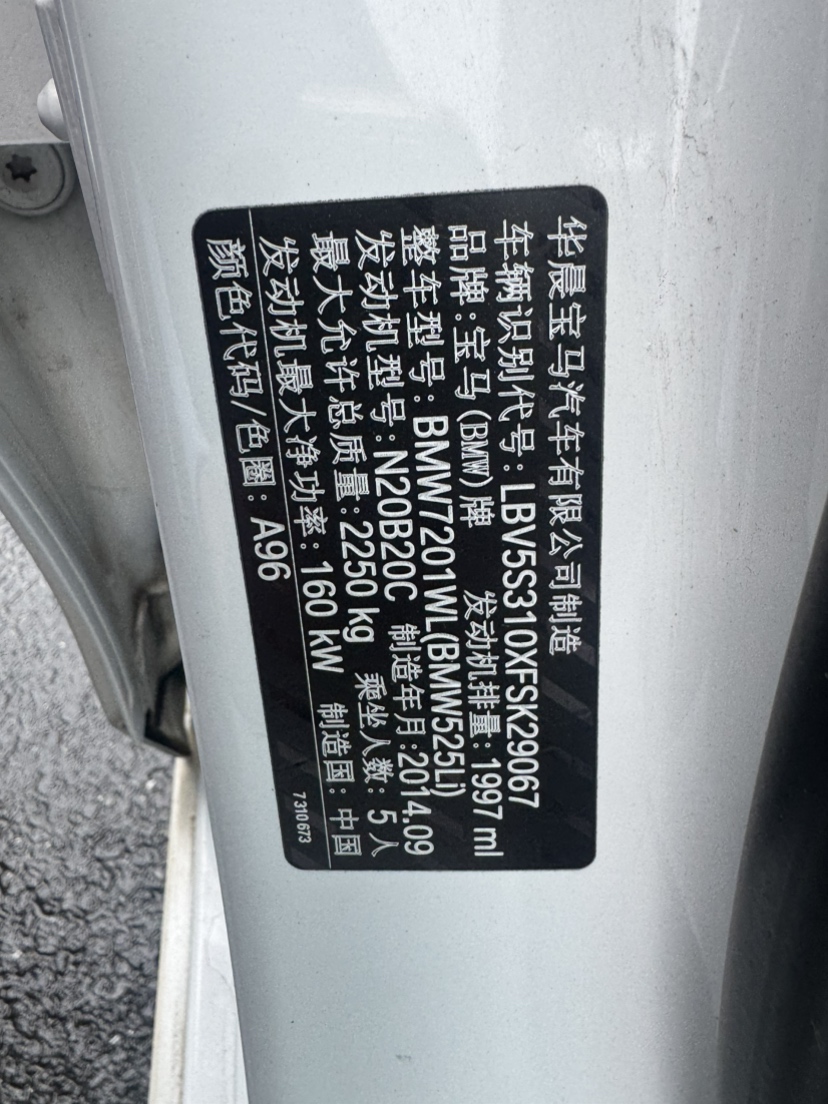 华晨宝马汽车有限公司制造
车辆识别代号:LBV5S310XFSK29067
品牌:宝马(BMW)牌 发动机排量:1997 ml
整车型号:BMW7201WL(BMW525Li)
发动机型号:N20B20C 制造年月:2014.09
最大允许总质量:2250 kg 乘坐人数:5人
发动机最大净功率:160 kW 制造国:中国
颜色代码/色圈:A96 7 310 673